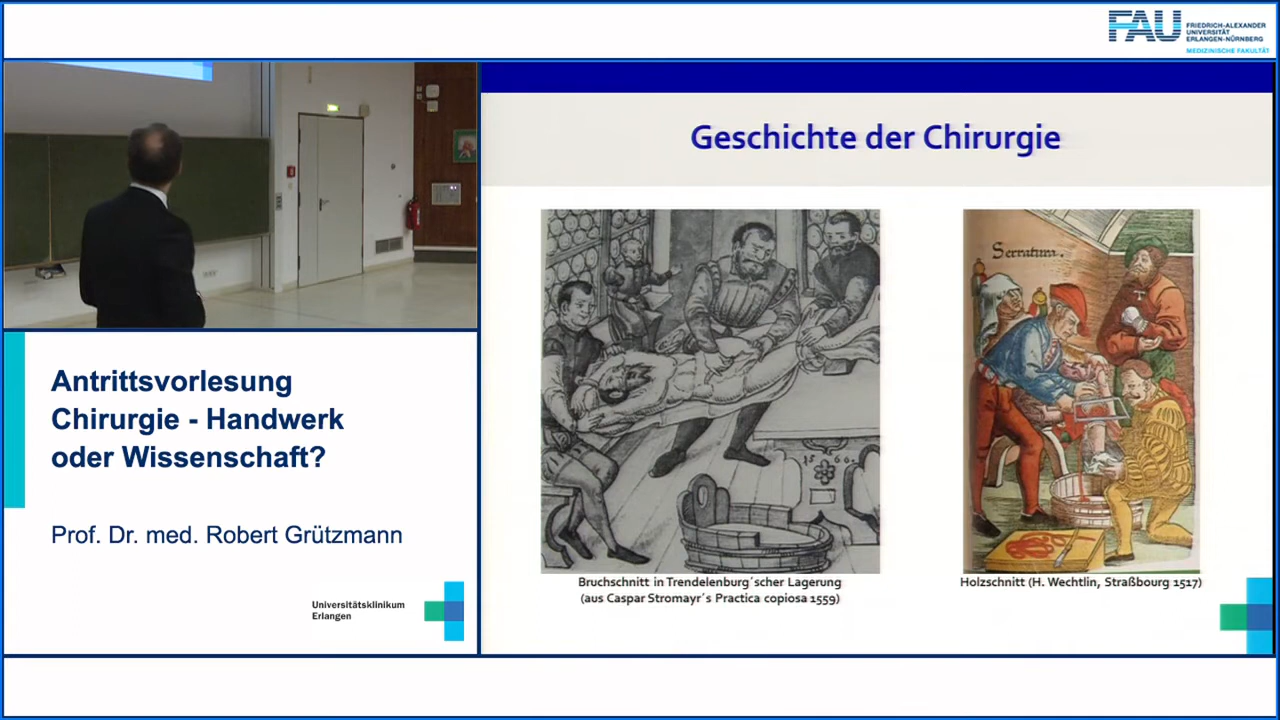 FAU
FRIEDRICH-ALEXANDER
UNIVERSITÄT
ERLANGEN-NÜRNBERG
MEDIZINISCHE FAKULTÄT
Antrittsvorlesung
Chirurgie - Handwerk
oder Wissenschaft?
Prof. Dr. med. Robert Grützmann
Universitätsklinikum
Erlangen
Geschichte der Chirurgie
Serratura.
Bruchschnitt in Trendelenburg´scher Lagerung
(aus Caspar Stromayr´s Practica copiosa 1559)
Holzschnitt (H. Wechtlin, Straßbourg 1517)